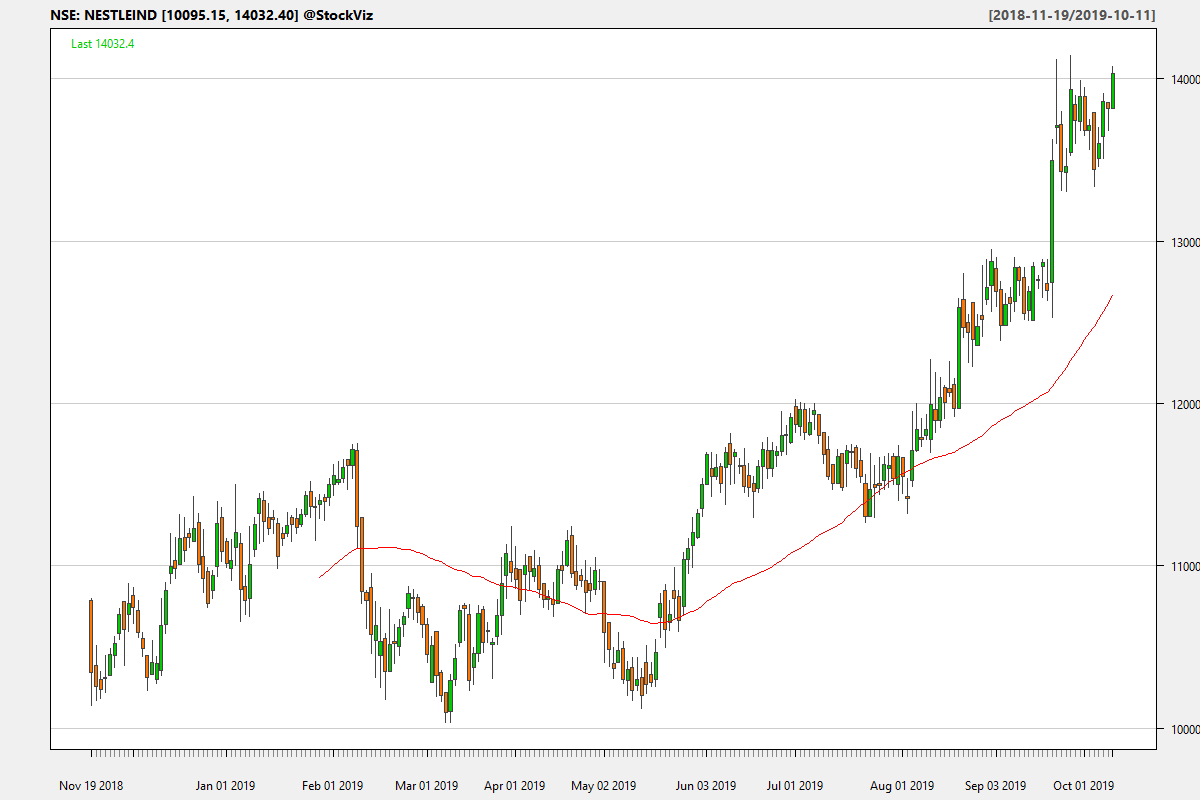 NSE: NESTLEIND [10095.15, 14032.40] @StockViz
[2018-11-19/2019-10-11]
Last 14032.4
14000
13000
12000
11000
10000
Nov 19 2018 Jan 01 2019 Feb 01 2019 Mar 01 2019 Apr 01 2019 May 02 2019 Jun 03 2019 Jul 01 2019 Aug 01 2019 Sep 03 2019 Oct 01 2019